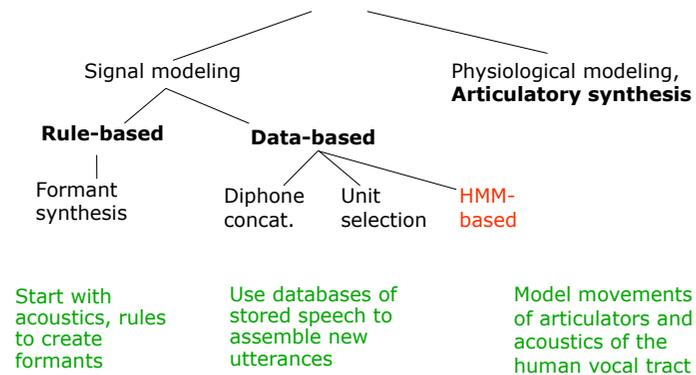 Signal modeling
Physiological modeling,
Articulatory synthesis
Rule-based
Data-based
Formant
synthesis
Diphone
concat.
Unit
selection
HMM-
based
Start with
acoustics, rules
to create
formants
Use databases of
stored speech to
assemble new
utterances
Model movements
of articulators and
acoustics of the
human vocal tract